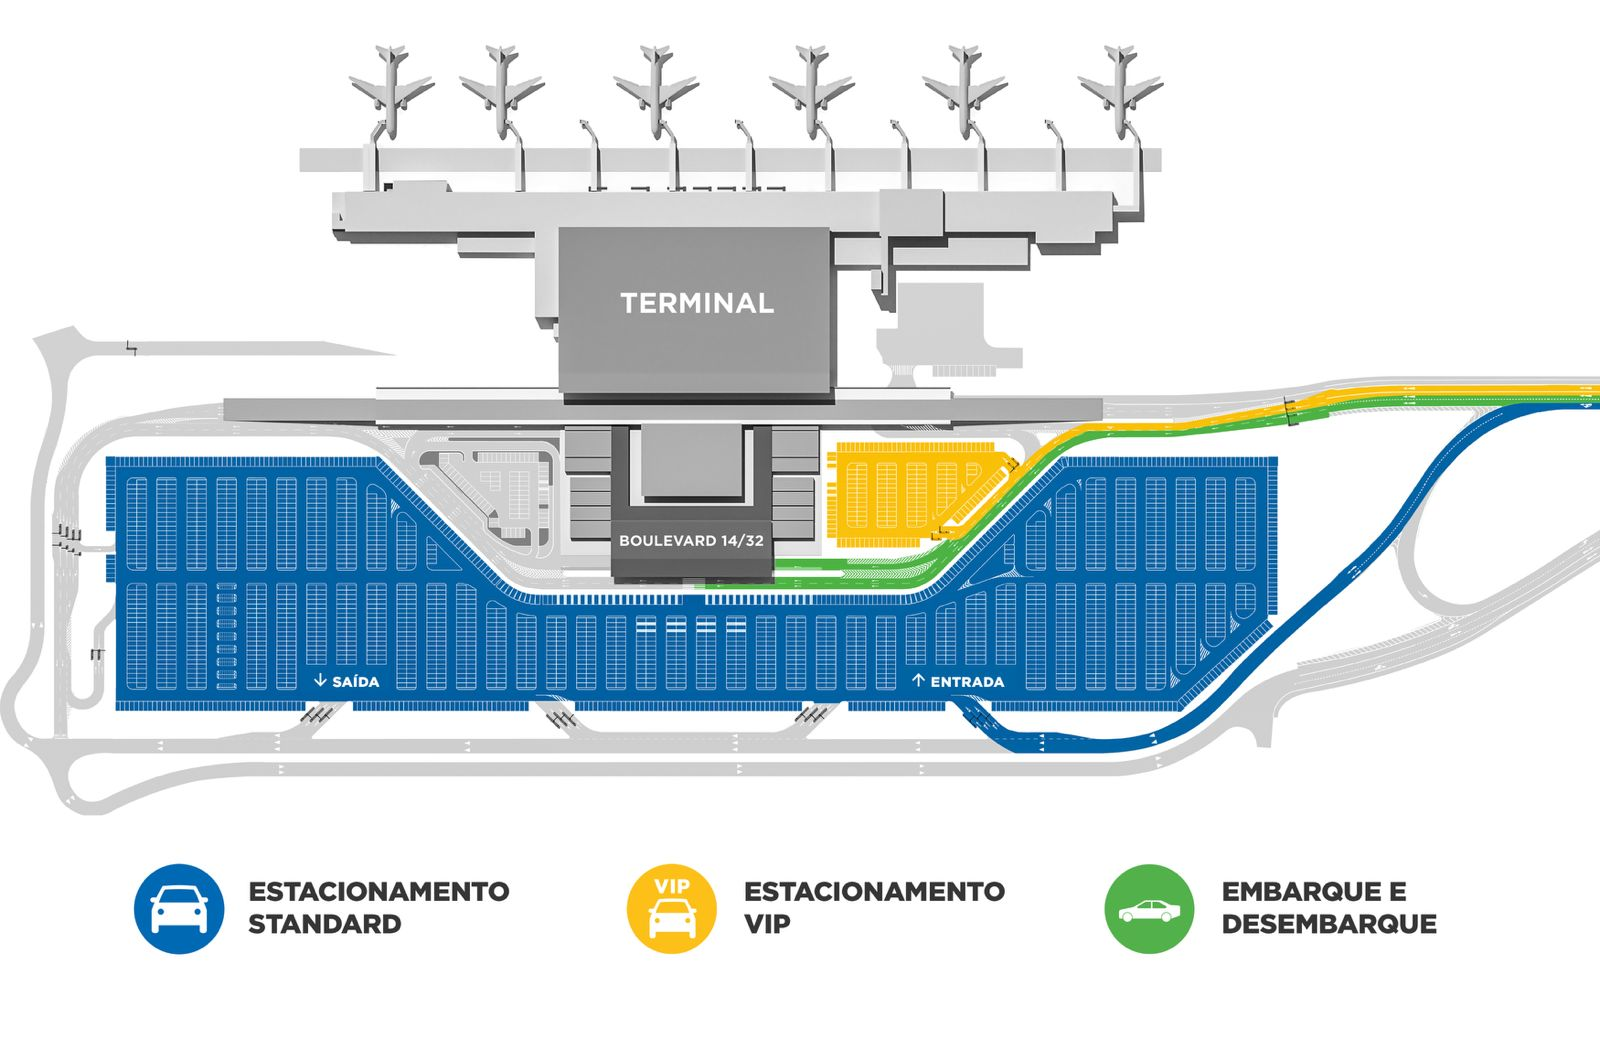 TERMINAL
BOULEVARD 14/32
SAÍDA
ENTRADA
ESTACIONAMENTO
STANDARD
VIP
ESTACIONAMENTO
VIP
EMBARQUE E
DESEMBARQUE